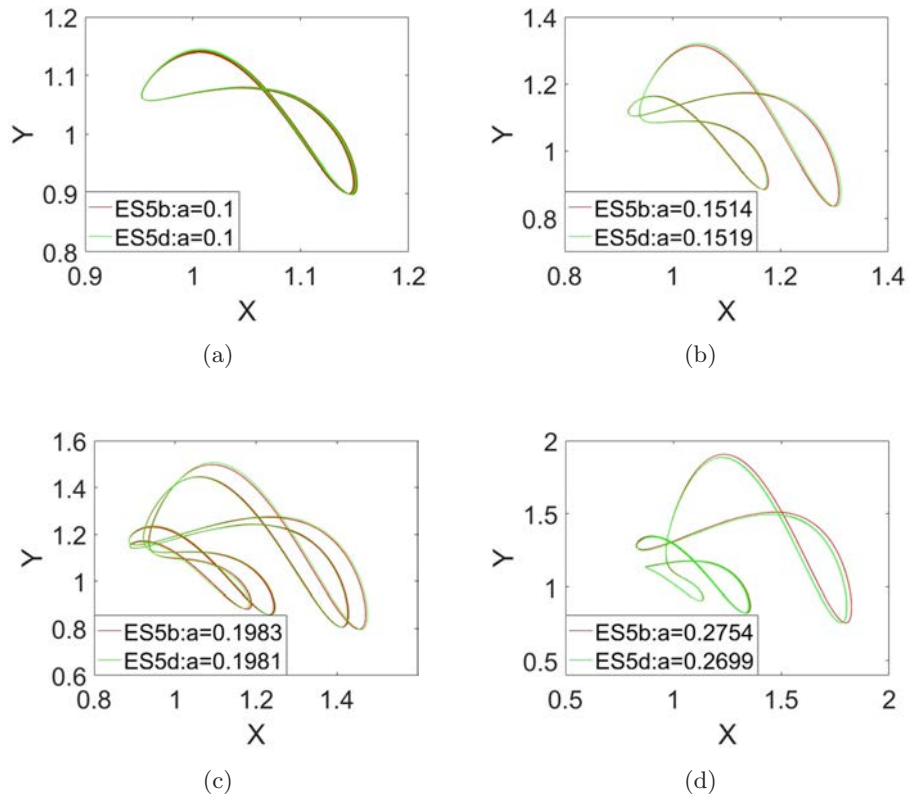 1.2
1.1
1
0.9
0.8
Y
ES5b:a=0.1
ES5d:a=0.1
0.9
1
1.1
1.2
X
(a)
1.4
1.2
1
0.8
Y
ES5b:a=0.1514
ES5d:a=0.1519
0.8
1
1.2
1.4
X
(b)
1.6
1.4
1.2
1
0.8
0.6
Y
ES5b:a=0.1983
ES5d:a=0.1981
0.8
1
1.2
1.4
X
(c)
2
1.5
1
0.5
Y
ES5b:a=0.2754
ES5d:a=0.2699
0.5
1
1.5
2
X
(d)